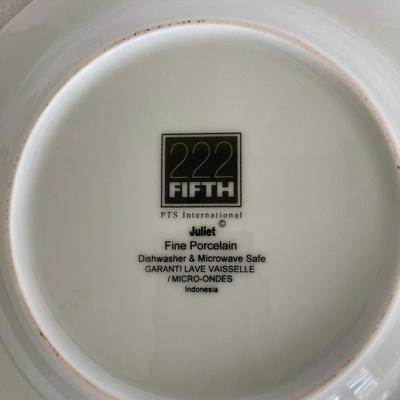 222
FIFTH
PTS International
©
Juliet
Fine Porcelain
Dishwasher & Microwave Safe
GARANTI LAVE VAISSELLE
/ MICRO-ONDES
Indonesia